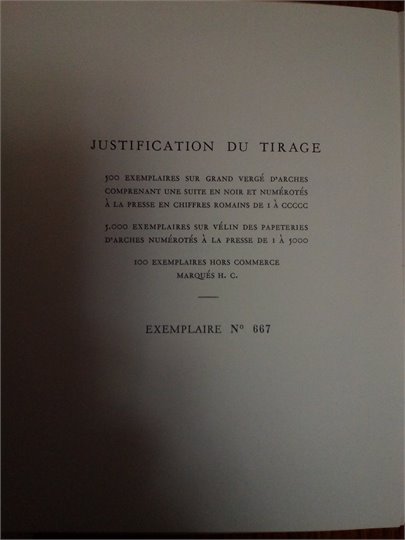 JUSTIFICATION DU TIRAGE
500 EXEMPLAIRES SUR GRAND VERGÉ D'ARCHES
COMPRENANT UNE SUITE EN NOIR ET NUMÉROTÉS
À LA PRESSE EN CHIFFRES ROMAINS DE I À CCCCC
5.000 EXEMPLAIRES SUR VÉLIN DES PAPETERIES
D'ARCHES NUMÉROTÉS À LA PRESSE DE 1 À 5000
100 EXEMPLAIRES HORS COMMERCE
MARQUÉS H. C.
EXEMPLAIRE N° 667